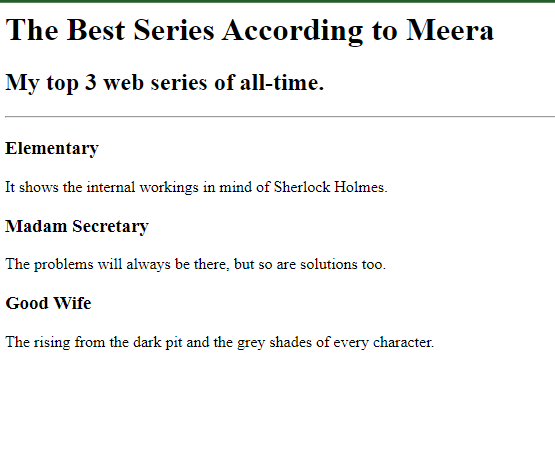 The Best Series According to Meera
My top 3 web series of all-time.
Elementary
It shows the internal workings in mind of Sherlock Holmes.
Madam Secretary
The problems will always be there, but so are solutions too.
Good Wife
The rising from the dark pit and the grey shades of every character.